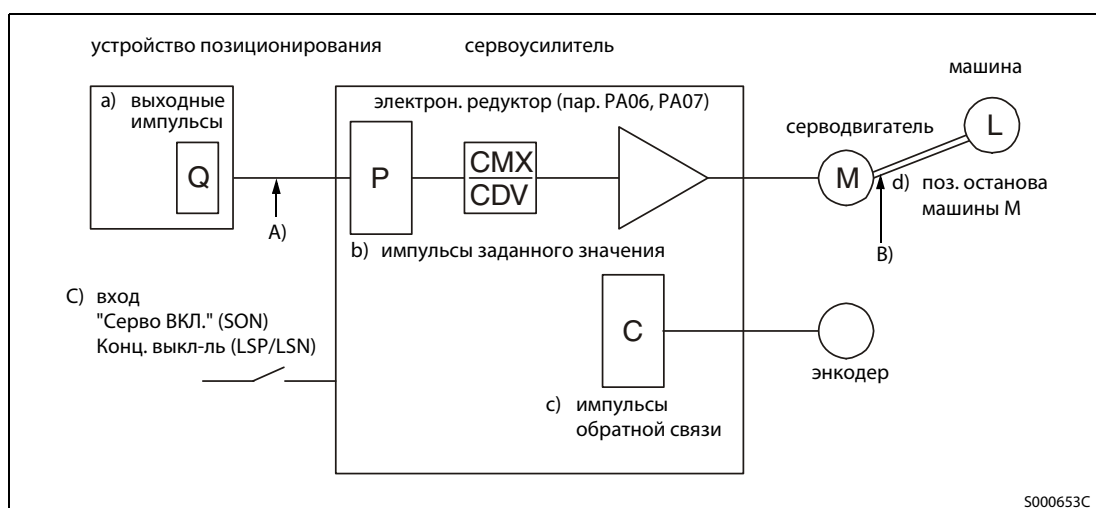 устройство позиционирования
сервоусилитель
машина
a) выходные
импульсы
электрон. редуктор (пар. PA06, PA07)
серводвигатель
L
Q
P
CMX
CDV
M
d) поз. останова
машины M
A)
b) импульсы заданного значения
B)
C) вход
"Серво ВКЛ." (SON)
Конц. выкл-ль (LSP/LSN)
C
энкодер
c) импульсы
обратной связи
S000653C